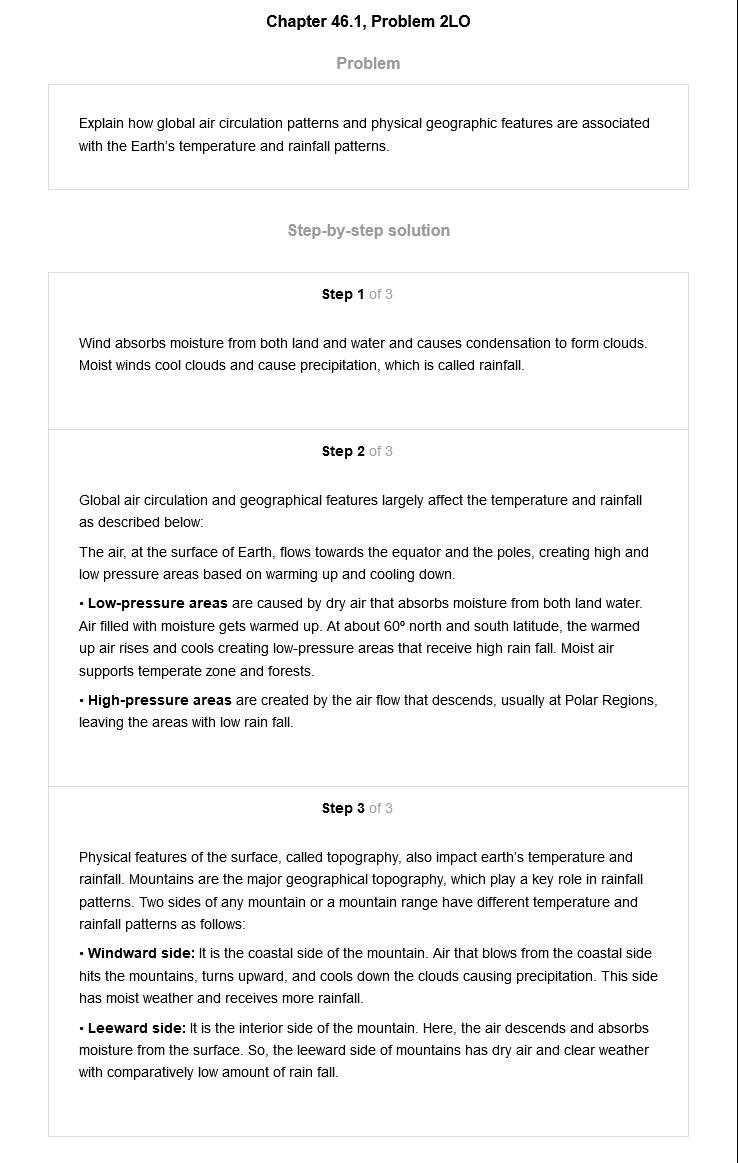 Chapter 46.1, Problem 2LO
Problem
Explain how global air circulation patterns and physical geographic features are associated
with the Earth's temperature and rainfall patterns.
Step-by-step solution
Step 1 of 3
Wind absorbs moisture from both land and water and causes condensation to form clouds.
Moist winds cool clouds and cause precipitation, which is called rainfall.
Step 2 of 3
Global air circulation and geographical features largely affect the temperature and rainfall
as described below:
The air, at the surface of Earth, flows towards the equator and the poles, creating high and
low pressure areas based on warming up and cooling down.
• Low-pressure areas are caused by dry air that absorbs moisture from both land water.
Air filled with moisture gets warmed up. At about 60º north and south latitude, the warmed
up air rises and cools creating low-pressure areas that receive high rain fall. Moist air
supports temperate zone and forests.
• High-pressure areas are created by the air flow that descends, usually at Polar Regions,
leaving the areas with low rain fall.
Step 3 of 3
Physical features of the surface, called topography, also impact earth's temperature and
rainfall. Mountains are the major geographical topography, which play a key role in rainfall
patterns. Two sides of any mountain or a mountain range have different temperature and
rainfall patterns as follows:
• Windward side: It is the coastal side of the mountain. Air that blows from the coastal side
hits the mountains, turns upward, and cools down the clouds causing precipitation. This side
has moist weather and receives more rainfall.
• Leeward side: It is the interior side of the mountain. Here, the air descends and absorbs
moisture from the surface. So, the leeward side of mountains has dry air and clear weather
with comparatively low amount of rain fall.